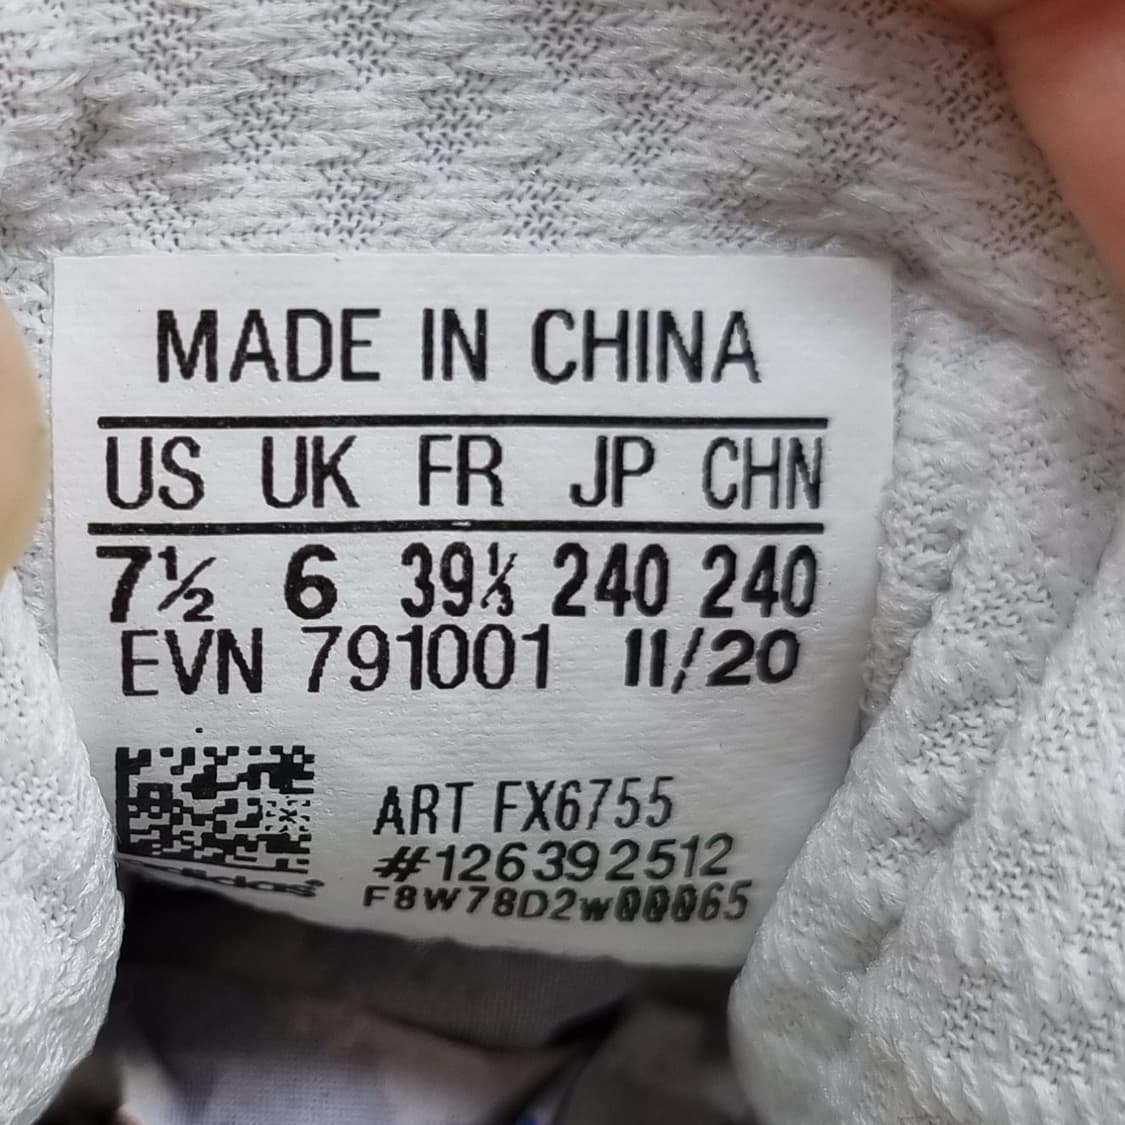 MADE IN CHINA
US UK FR JP CHN
7½ 6 39⅓ 240 240
EVN 791001 11/20
ART FX6755
#126392512
adidas
F8W78D2W00065